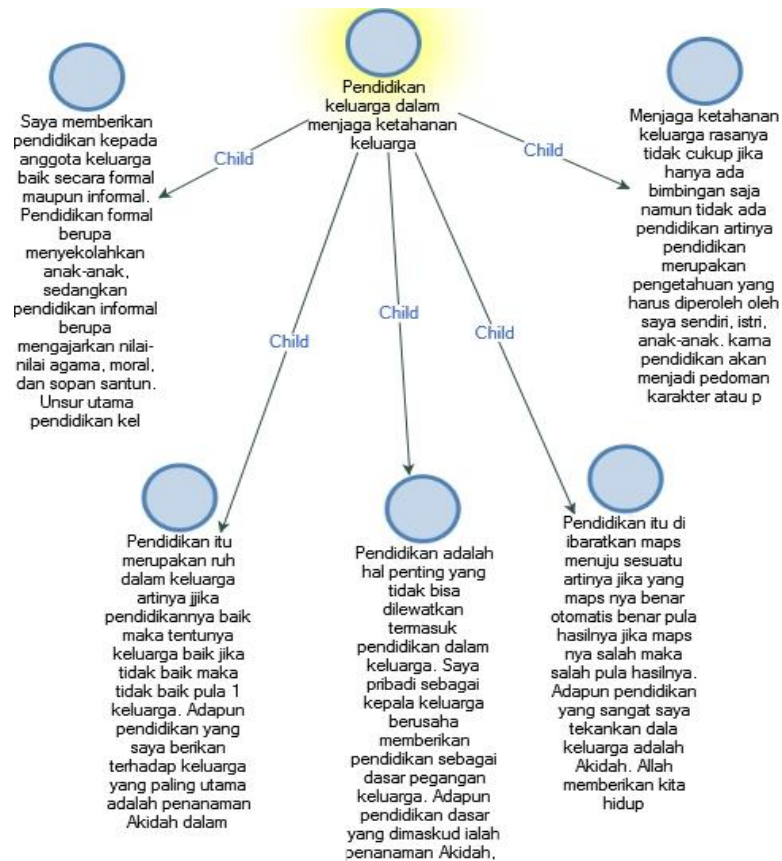 Pendidikan
keluarga dalam
menjaga ketahanan
keluarga
Saya memberikan
pendidikan kepada
anggota keluarga
baik secara formal
maupun informal.
Pendidikan formal
berupa
menyekolahkan
anak-anak,
sedangkan
pendidikan informal
berupa
mengajarkan nilai-
nilai agama, moral,
dan sopan santun.
Unsur utama
pendidikan kel
Child
Child
Child
Child
Child
Menjaga ketahanan
keluarga rasanya
tidak cukup jika
hanya ada
bimbingan saja
namun tidak ada
pendidikan artinya
pendidikan
merupakan
pengetahuan yang
harus diperoleh oleh
saya sendiri, istri,
anak-anak. karna
pendidikan akan
menjadi pedoman
karakter atau p
Pendidikan itu
merupakan ruh
dalam keluarga
artinya jjika
pendidikannya baik
maka tentunya
keluarga baik jika
tidak baik maka
tidak baik pula 1
keluarga. Adapun
pendidikan yang
saya berikan
terhadap keluarga
yang paling utama
adalah penanaman
Akidah dalam
Pendidikan adalah
hal penting yang
tidak bisa
dilewatkan
termasuk
pendidikan dalam
keluarga. Saya
pribadi sebagai
kepala keluarga
berusaha
memberikan
pendidikan sebagai
dasar pegangan
keluarga. Adapun
pendidikan dasar
yang dimaskud ialah
penanaman Akidah,
Pendidikan itu di
ibaratkan maps
menuju sesuatu
artinya jika yang
maps nya benar
otomatis benar pula
hasilnya jika maps
nya salah maka
salah pula hasilnya.
Adapun pendidikan
yang sangat saya
tekankan dala
keluarga adalah
Akidah. Allah
memberikan kita
hidup